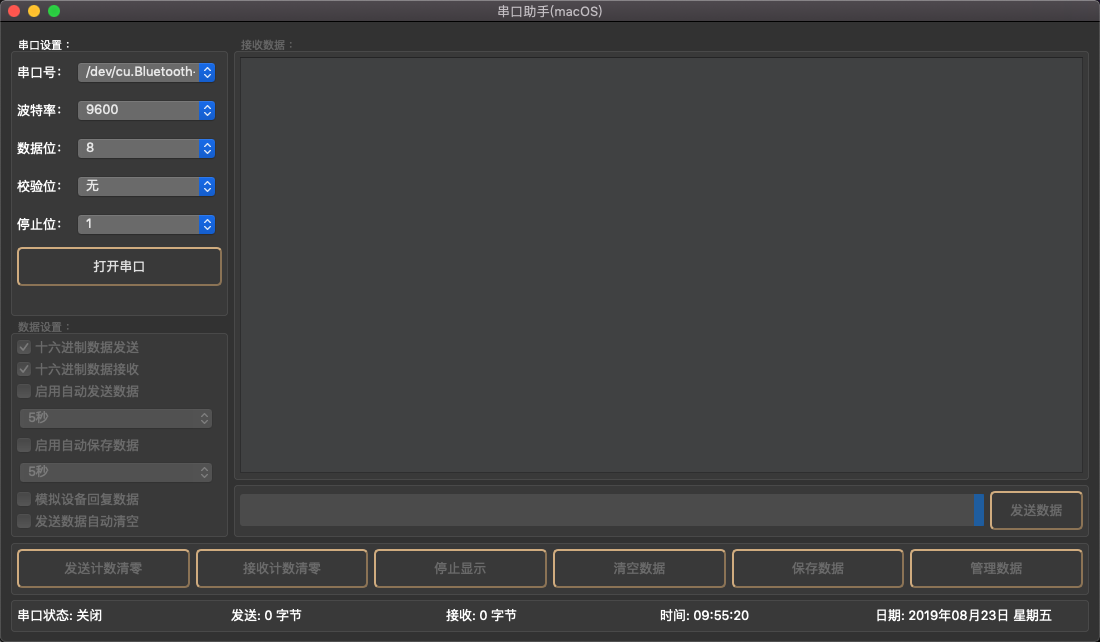 串口助手(macOS)
串口设置：
串口号：
/dev/cu.Bluetooth-
波特率：
9600
数据位：
8
校验位：
无
停止位：
1
打开串口
数据设置：
十六进制数据发送
十六进制数据接收
启用自动发送数据
5秒
启用自动保存数据
5秒
模拟设备回复数据
发送数据自动清空
接收数据：
发送数据
发送计数清零
接收计数清零
停止显示
清空数据
保存数据
管理数据
串口状态: 关闭
发送: 0 字节
接收: 0 字节
时间: 09:55:20
日期: 2019年08月23日 星期五